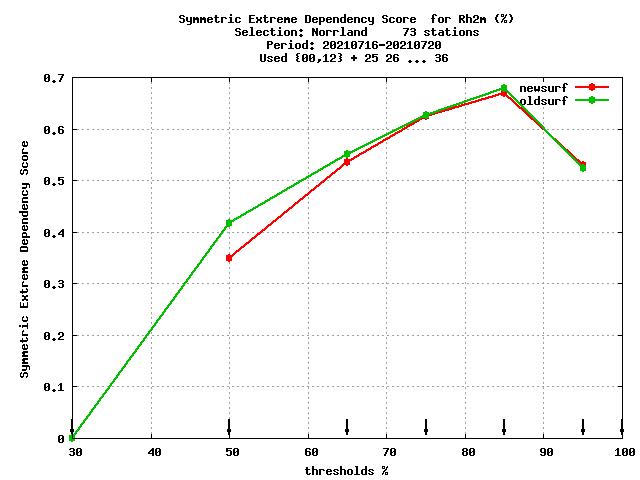 Symmetric Extreme Dependency Score  for Rh2m (%)
Selection: Norrland     73 stations
Period: 20210716-20210720
Used {00,12} + 25 26 ... 36
newsurf
oldsurf
Symmetric Extreme Dependency Score
0.7
0.6
0.5
0.4
0.3
0.2
0.1
0
30 40 50 60 70 80 90 100
thresholds %